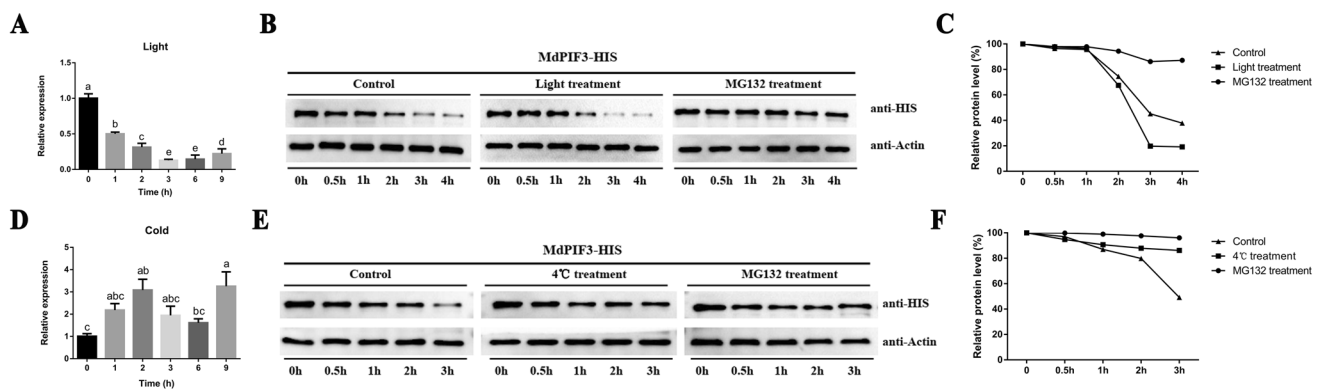 A
Light
Relative expression
1.5
1.0
0.5
0.0
a
b
c
e
e
d
0 1 2 3 6 9
Time (h)
B
MdPIF3-HIS
Control Light treatment MG132 treatment
anti-HIS
anti-Actin
0h 0.5h 1h 2h 3h 4h 0h 0.5h 1h 2h 3h 4h 0h 0.5h 1h 2h 3h 4h
C
Relative protein level (%)
100
80
60
40
20
0
0 0.5h 1h 2h 3h 4h
Control
Light treatment
MG132 treatment
D
Cold
Relative expression
5
4
3
2
1
0
c
abc
ab
abc
bc
a
0 1 2 3 6 9
Time (h)
E
MdPIF3-HIS
Control 4℃ treatment MG132 treatment
anti-HIS
anti-Actin
0h 0.5h 1h 2h 3h 0h 0.5h 1h 2h 3h 0h 0.5h 1h 2h 3h
F
Relative protein level (%)
100
80
60
40
20
0
0 0.5h 1h 2h 3h
Control
4℃ treatment
MG132 treatment